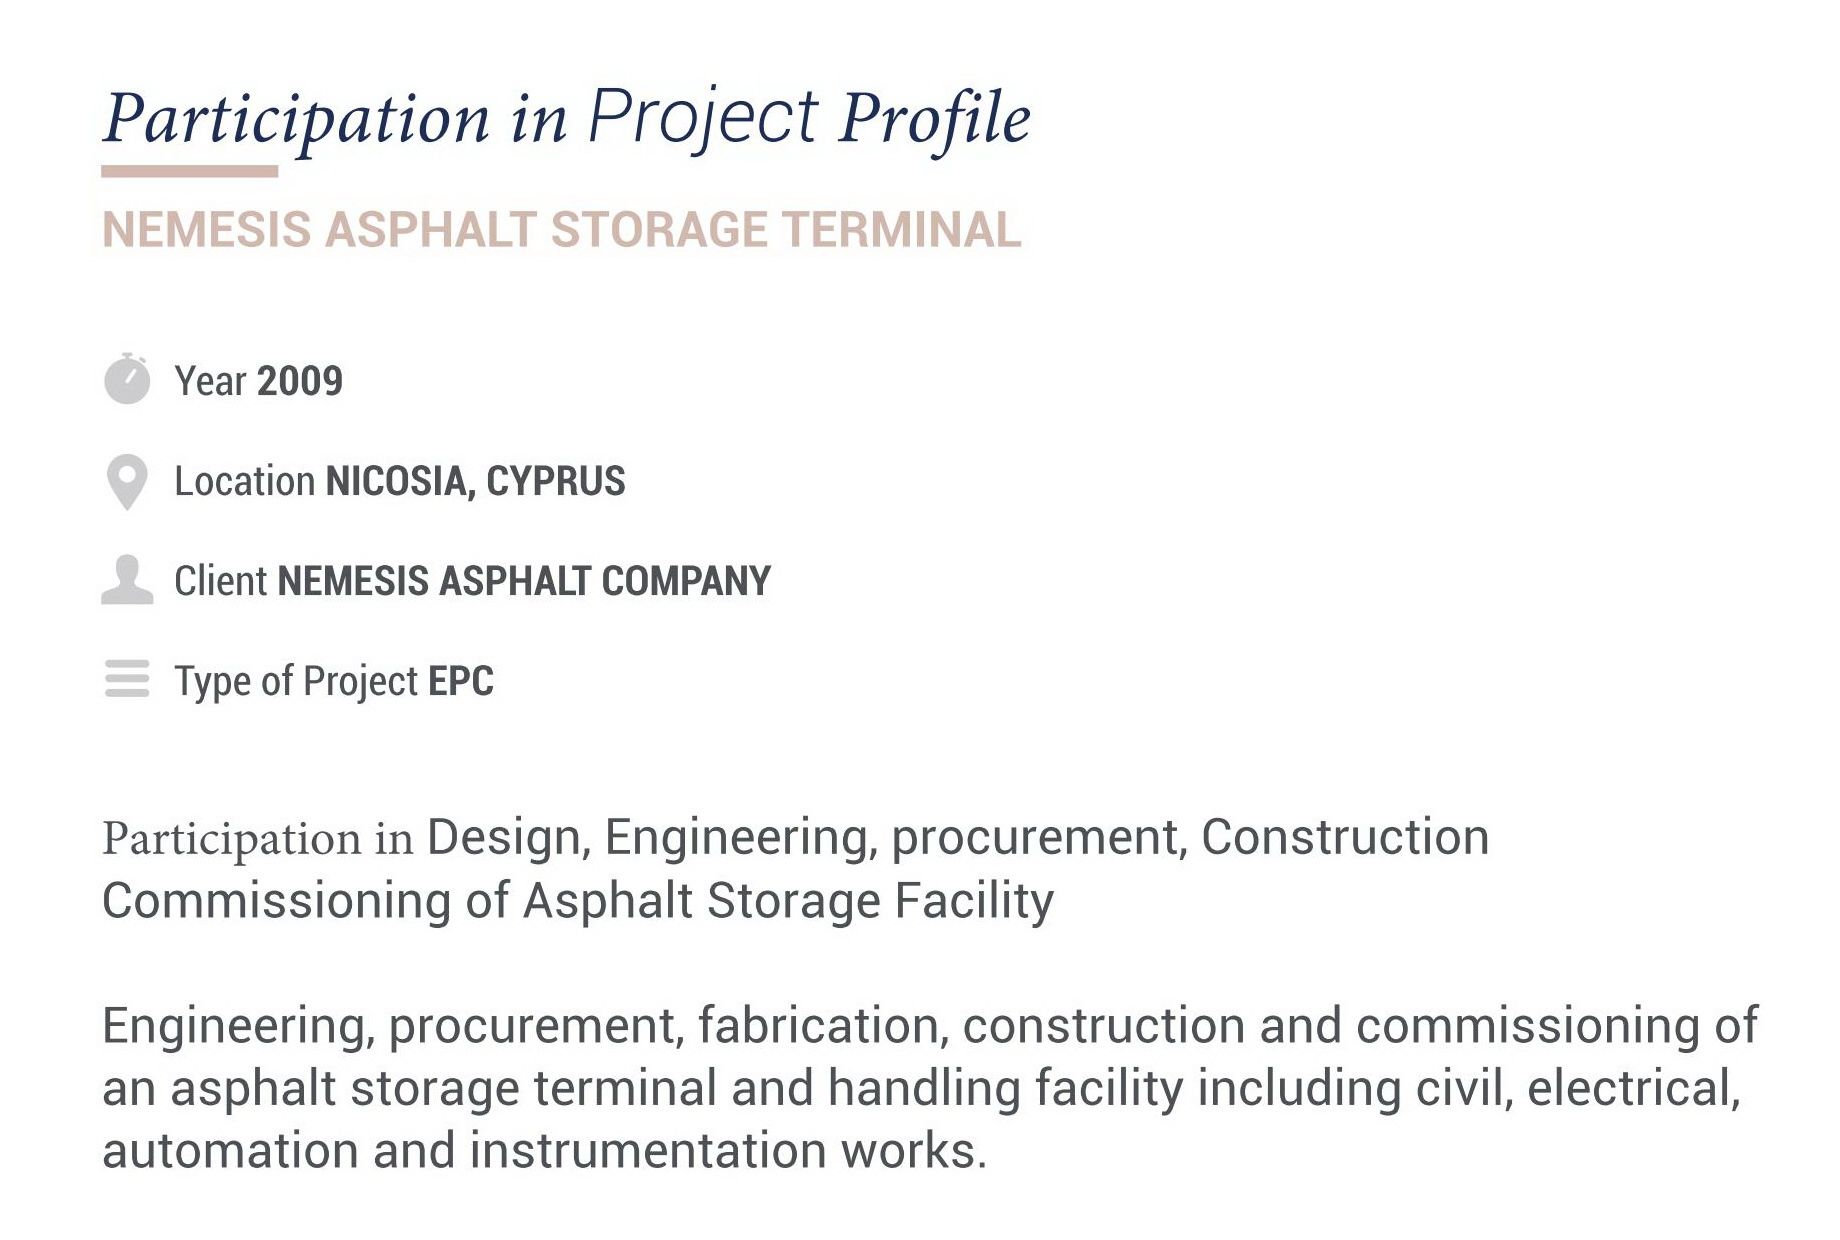 Participation in Project Profile
NEMESIS ASPHALT STORAGE TERMINAL
Year 2009
Location NICOSIA, CYPRUS
Client NEMESIS ASPHALT COMPANY
Type of Project EPC
Participation in Design, Engineering, procurement, Construction
Commissioning of Asphalt Storage Facility
Engineering, procurement, fabrication, construction and commissioning of
an asphalt storage terminal and handling facility including civil, electrical,
automation and instrumentation works.